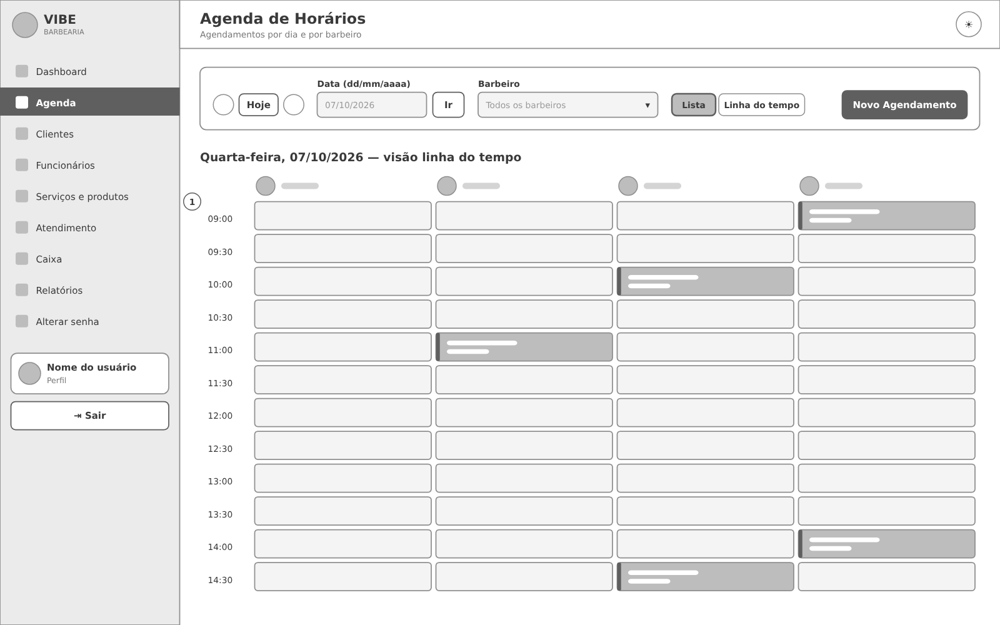 VIBE
BARBEARIA
Dashboard
Agenda
Clientes
Funcionários
Serviços e produtos
Atendimento
Caixa
Relatórios
Alterar senha
Nome do usuário
Perfil
⇥ Sair
Agenda de Horários
Agendamentos por dia e por barbeiro
☀
Data (dd/mm/aaaa)
Barbeiro
Hoje
07/10/2026
Ir
Todos os barbeiros ▾
Lista
Linha do tempo
Novo Agendamento
Quarta-feira, 07/10/2026 — visão linha do tempo
1
09:00
09:30
10:00
10:30
11:00
11:30
12:00
12:30
13:00
13:30
14:00
14:30